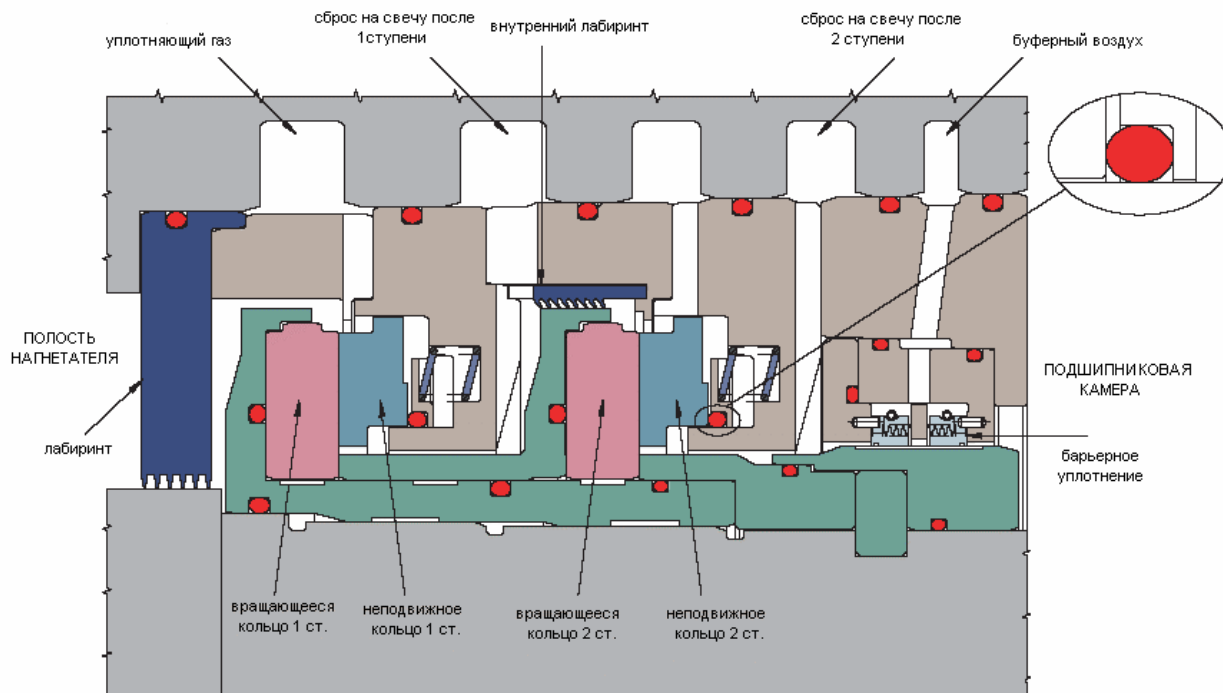 уплотняющий газ
сброс на свечу после
1ступени
внутренний лабиринт
сброс на свечу после
2 ступени
буферный воздух
ПОЛОСТЬ
НАГНЕТАТЕЛЯ
лабиринт
ПОДШИПНИКОВАЯ
КАМЕРА
барьерное
уплотнение
вращающееся
кольцо 1 ст.
неподвижное
кольцо 1 ст.
вращающееся
кольцо 2 ст.
неподвижное
кольцо 2 ст.